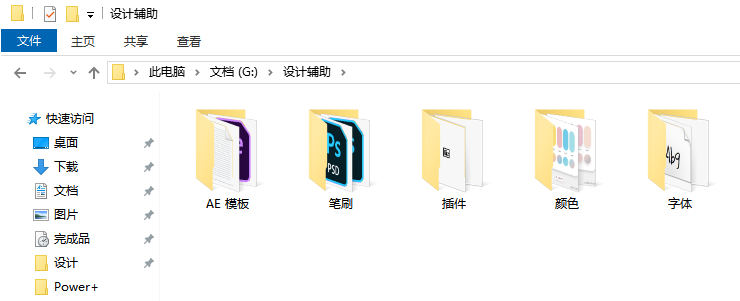 设计辅助
文件 主页 共享 查看
此电脑 文档 (G:) 设计辅助
快速访问
桌面
下载
文档
图片
完成品
设计
Power+
PS PS
PSD
Abg
AE 模板 笔刷 插件 颜色 字体